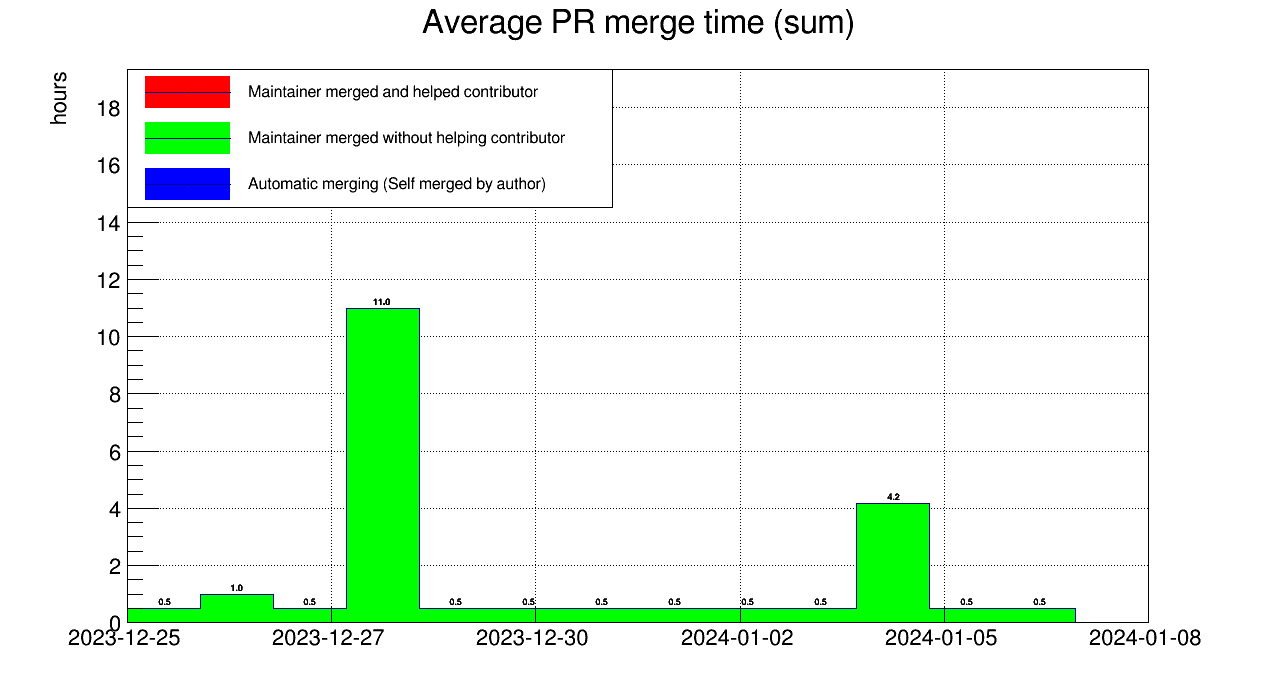 Average PR merge time (sum)
hours
Maintainer merged and helped contributor
Maintainer merged without helping contributor
Automatic merging (Self merged by author)
18
16
14
12
10
8
6
4
2
0
11.0
4.2
0.5 1.0 0.5 0.5 0.5 0.5 0.5 0.5 0.5 0.5 0.5
2023-12-25 2023-12-27 2023-12-30 2024-01-02 2024-01-05 2024-01-08